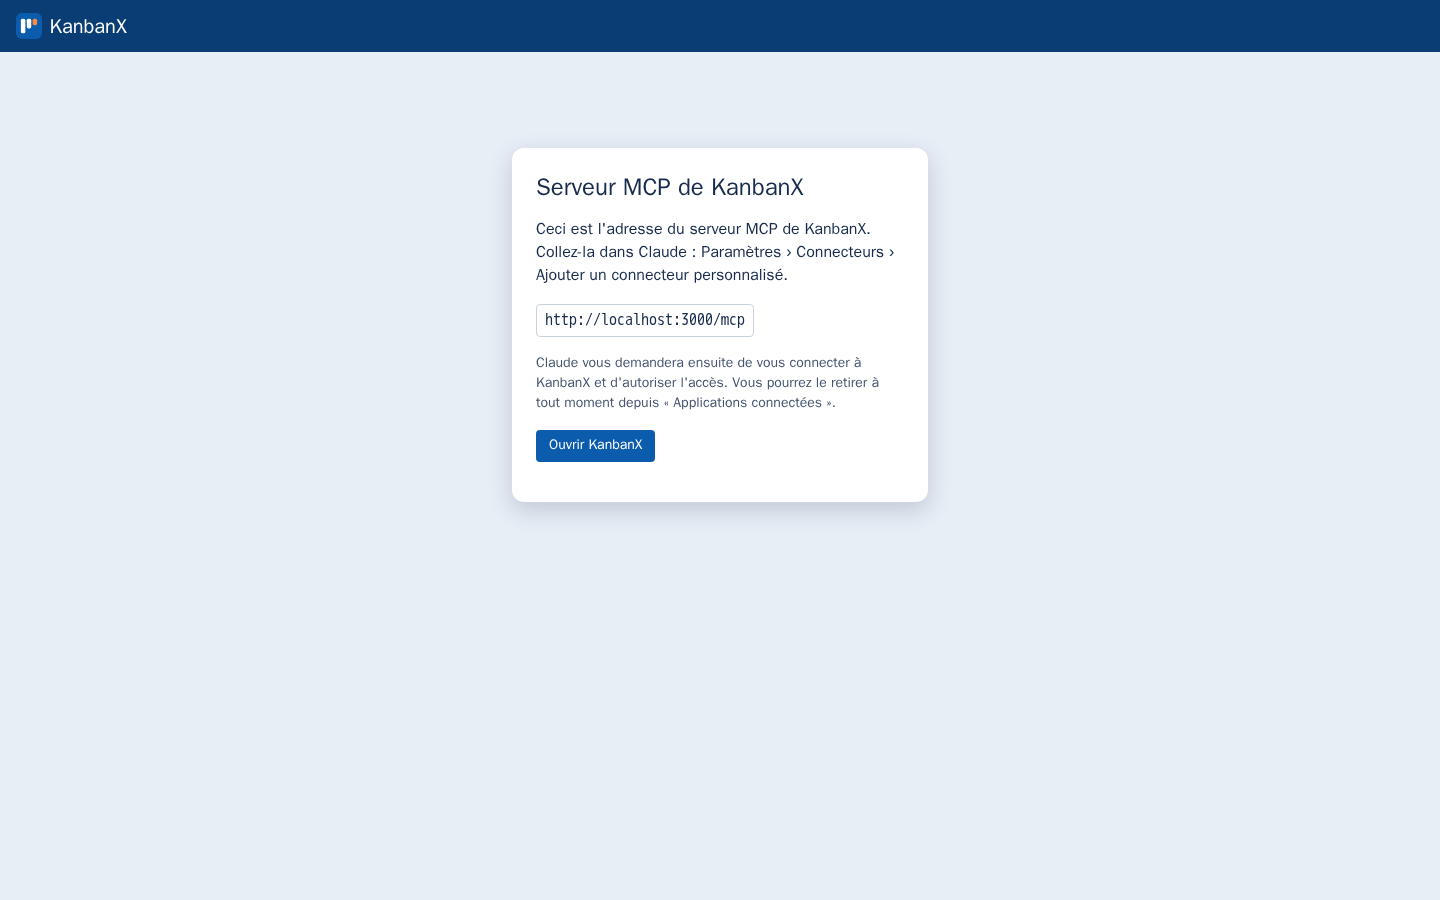 KanbanX
Serveur MCP de KanbanX
Ceci est l'adresse du serveur MCP de KanbanX.
Collez-la dans Claude : Paramètres › Connecteurs ›
Ajouter un connecteur personnalisé.
http://localhost:3000/mcp
Claude vous demandera ensuite de vous connecter à
KanbanX et d'autoriser l'accès. Vous pourrez le retirer à
tout moment depuis « Applications connectées ».
Ouvrir KanbanX